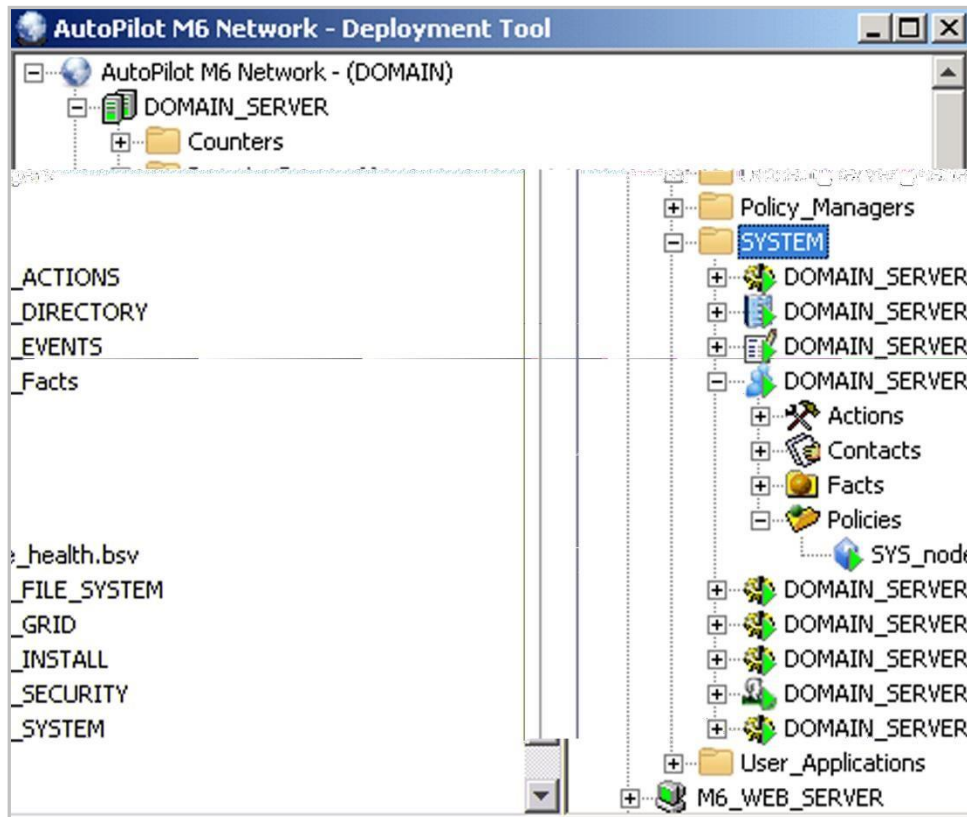 AutoPilot M6 Network - Deployment Tool
AutoPilot M6 Network - (DOMAIN)
DOMAIN_SERVER
Counters
_ACTIONS
_DIRECTORY
_EVENTS
_Facts
e_health.bsv
_FILE_SYSTEM
_GRID
_INSTALL
_SECURITY
_SYSTEM
Policy_Managers
SYSTEM
DOMAIN_SERVER
DOMAIN_SERVER
DOMAIN_SERVER
DOMAIN_SERVER
Actions
Contacts
Facts
Policies
SYS_node
DOMAIN_SERVER
DOMAIN_SERVER
DOMAIN_SERVER
DOMAIN_SERVER
DOMAIN_SERVER
User_Applications
M6_WEB_SERVER